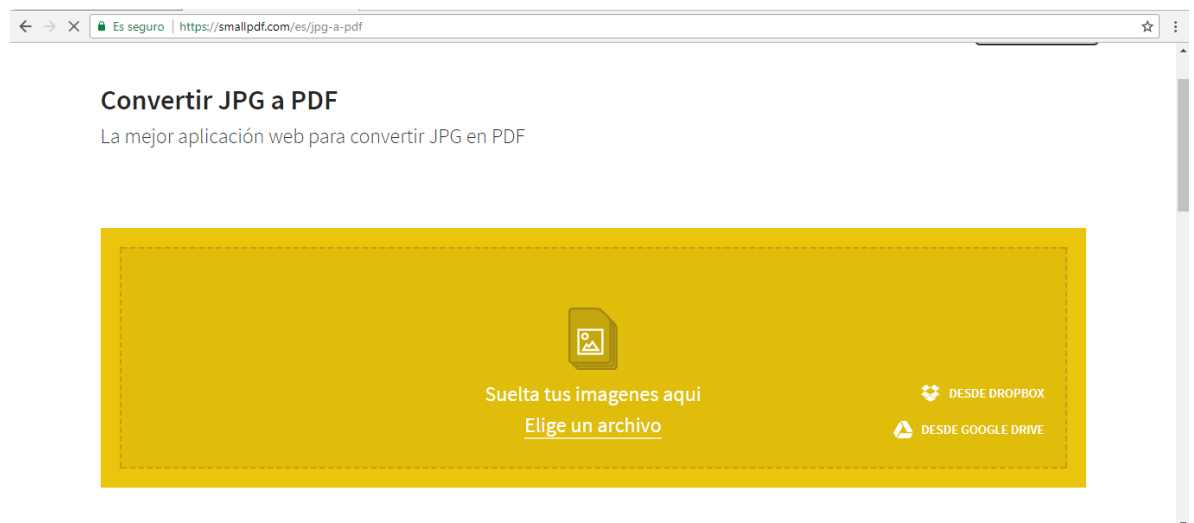 Es seguro | https://smallpdf.com/es/jpg-a-pdf
Convertir JPG a PDF
La mejor aplicación web para convertir JPG en PDF
Suelta tus imagenes aqui
Elige un archivo
DESDE DROPBOX
DESDE GOOGLE DRIVE